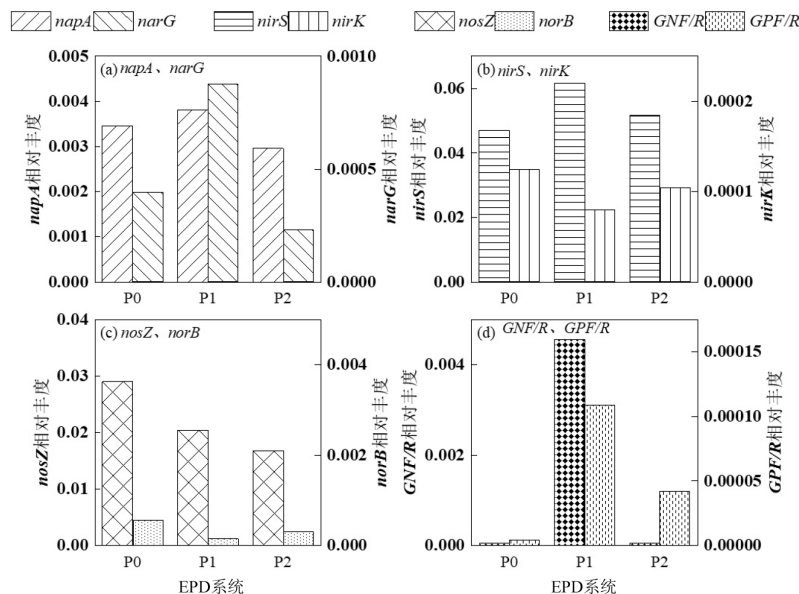 napA narG nirS nirK nosZ norB GNF/R GPF/R
(a) napA、narG
napA相对丰度
0.005
0.004
0.003
0.002
0.001
0.000
P0 P1 P2
0.0010
0.0005
0.0000
narG相对丰度
(b) nirS、nirK
nirS相对丰度
0.06
0.04
0.02
0.00
P0 P1 P2
0.0002
0.0001
0.0000
nirK相对丰度
(c) nosZ、norB
nosZ相对丰度
0.04
0.03
0.02
0.01
0.00
P0 P1 P2
EPD系统
0.004
0.002
0.000
norB相对丰度
(d) GNF/R、GPF/R
GNF/R相对丰度
0.004
0.002
0.000
P0 P1 P2
EPD系统
0.00015
0.00010
0.00005
0.00000
GPF/R相对丰度